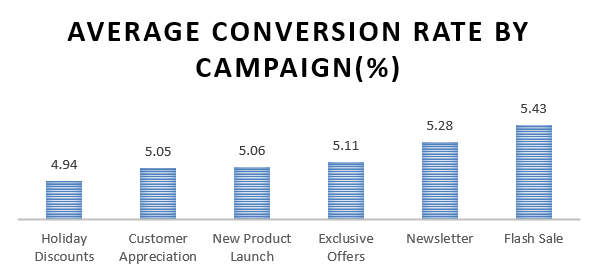 AVERAGE CONVERSION RATE BY
CAMPAIGN(%)
4.94
5.05
5.06
5.11
5.28
5.43
Holiday
Discounts
Customer
Appreciation
New Product
Launch
Exclusive
Offers
Newsletter
Flash Sale